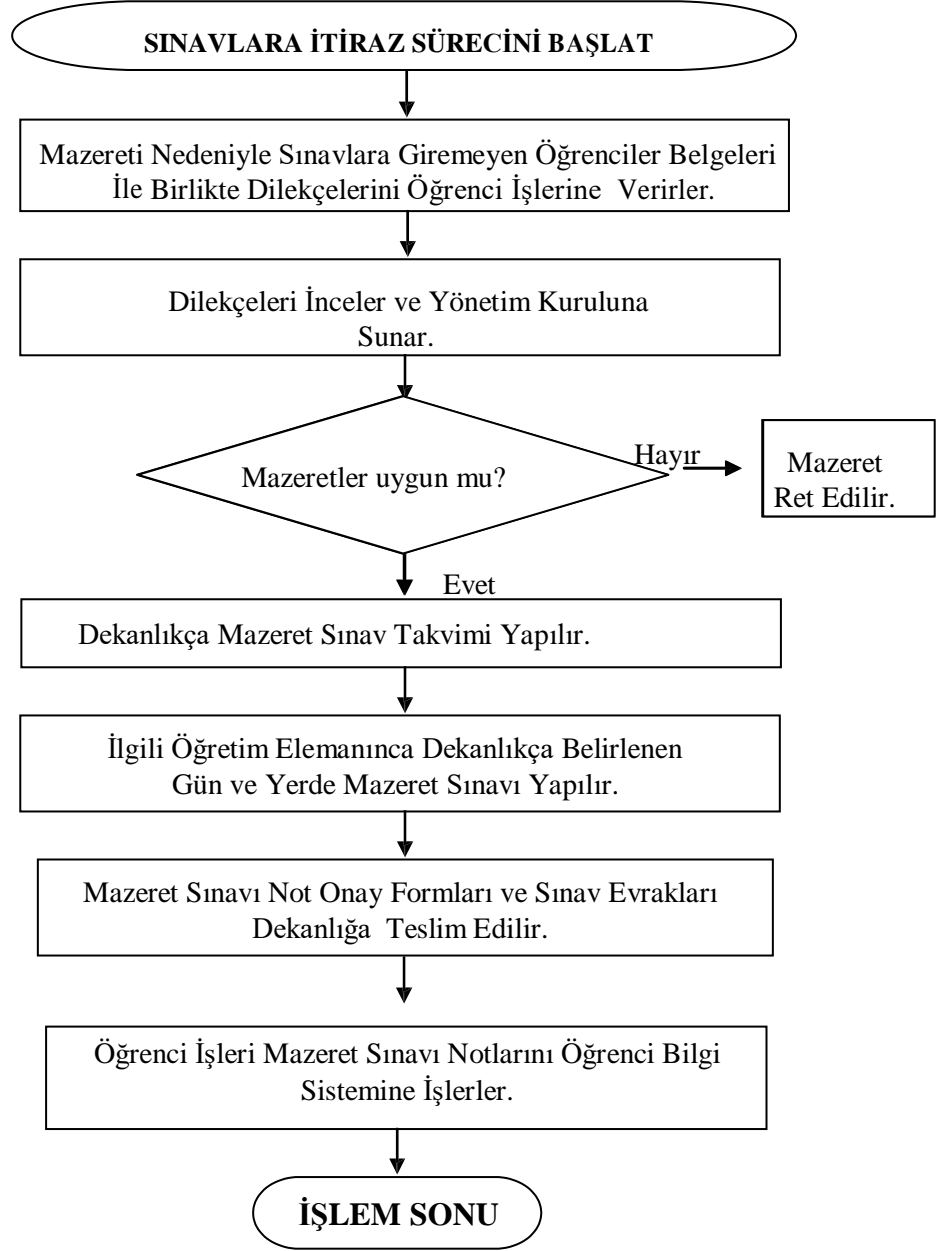 SINAVLARA İTİRAZ SÜRECİNİ BAŞLAT
Mazereti Nedeniyle Sınavlara Giremeyen Öğrenciler Belgeleri
İle Birlikte Dilekçelerini Öğrenci İşlerine Verirler.
Dilekçeleri İnceler ve Yönetim Kuruluna
Sunar.
Mazeretler uygun mu?
Hayır
Mazeret
Ret Edilir.
Evet
Dekanlıkça Mazeret Sınav Takvimi Yapılır.
İlgili Öğretim Elemanınca Dekanlıkça Belirlenen
Gün ve Yerde Mazeret Sınavı Yapılır.
Mazeret Sınavı Not Onay Formları ve Sınav Evrakları
Dekanlığa Teslim Edilir.
Öğrenci İşleri Mazeret Sınavı Notlarını Öğrenci Bilgi
Sistemine İşlerler.
İŞLEM SONU